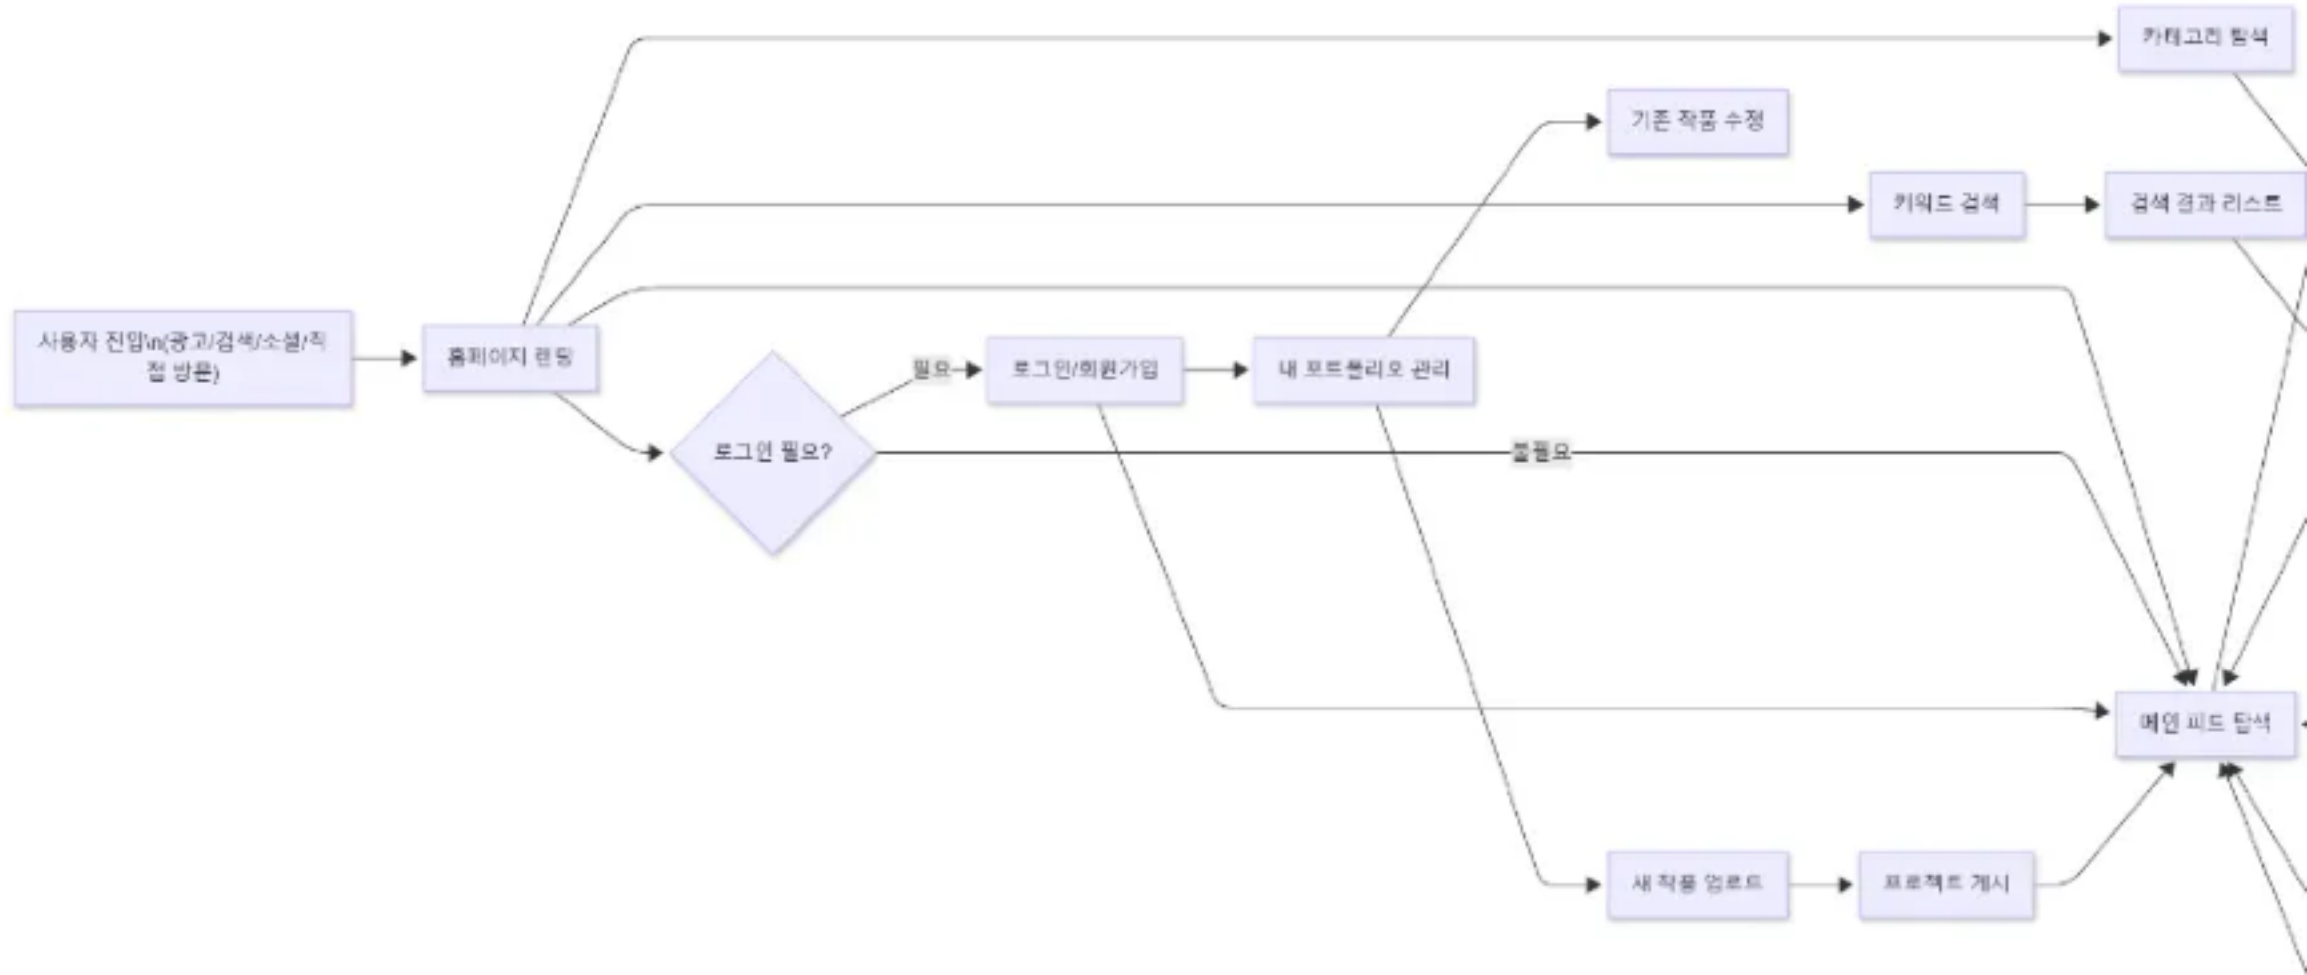 카테고리 탐색
기존 작품 수정
키워드 검색
검색 결과 리스트
사용자 진입\n(광고/검색/소셜/직
접 방문)
홈페이지 랜딩
필요
로그인/회원가입
내 포트폴리오 관리
로그인 필요?
불필요
메인 피드 탐색
새 작품 업로드
프로젝트 게시